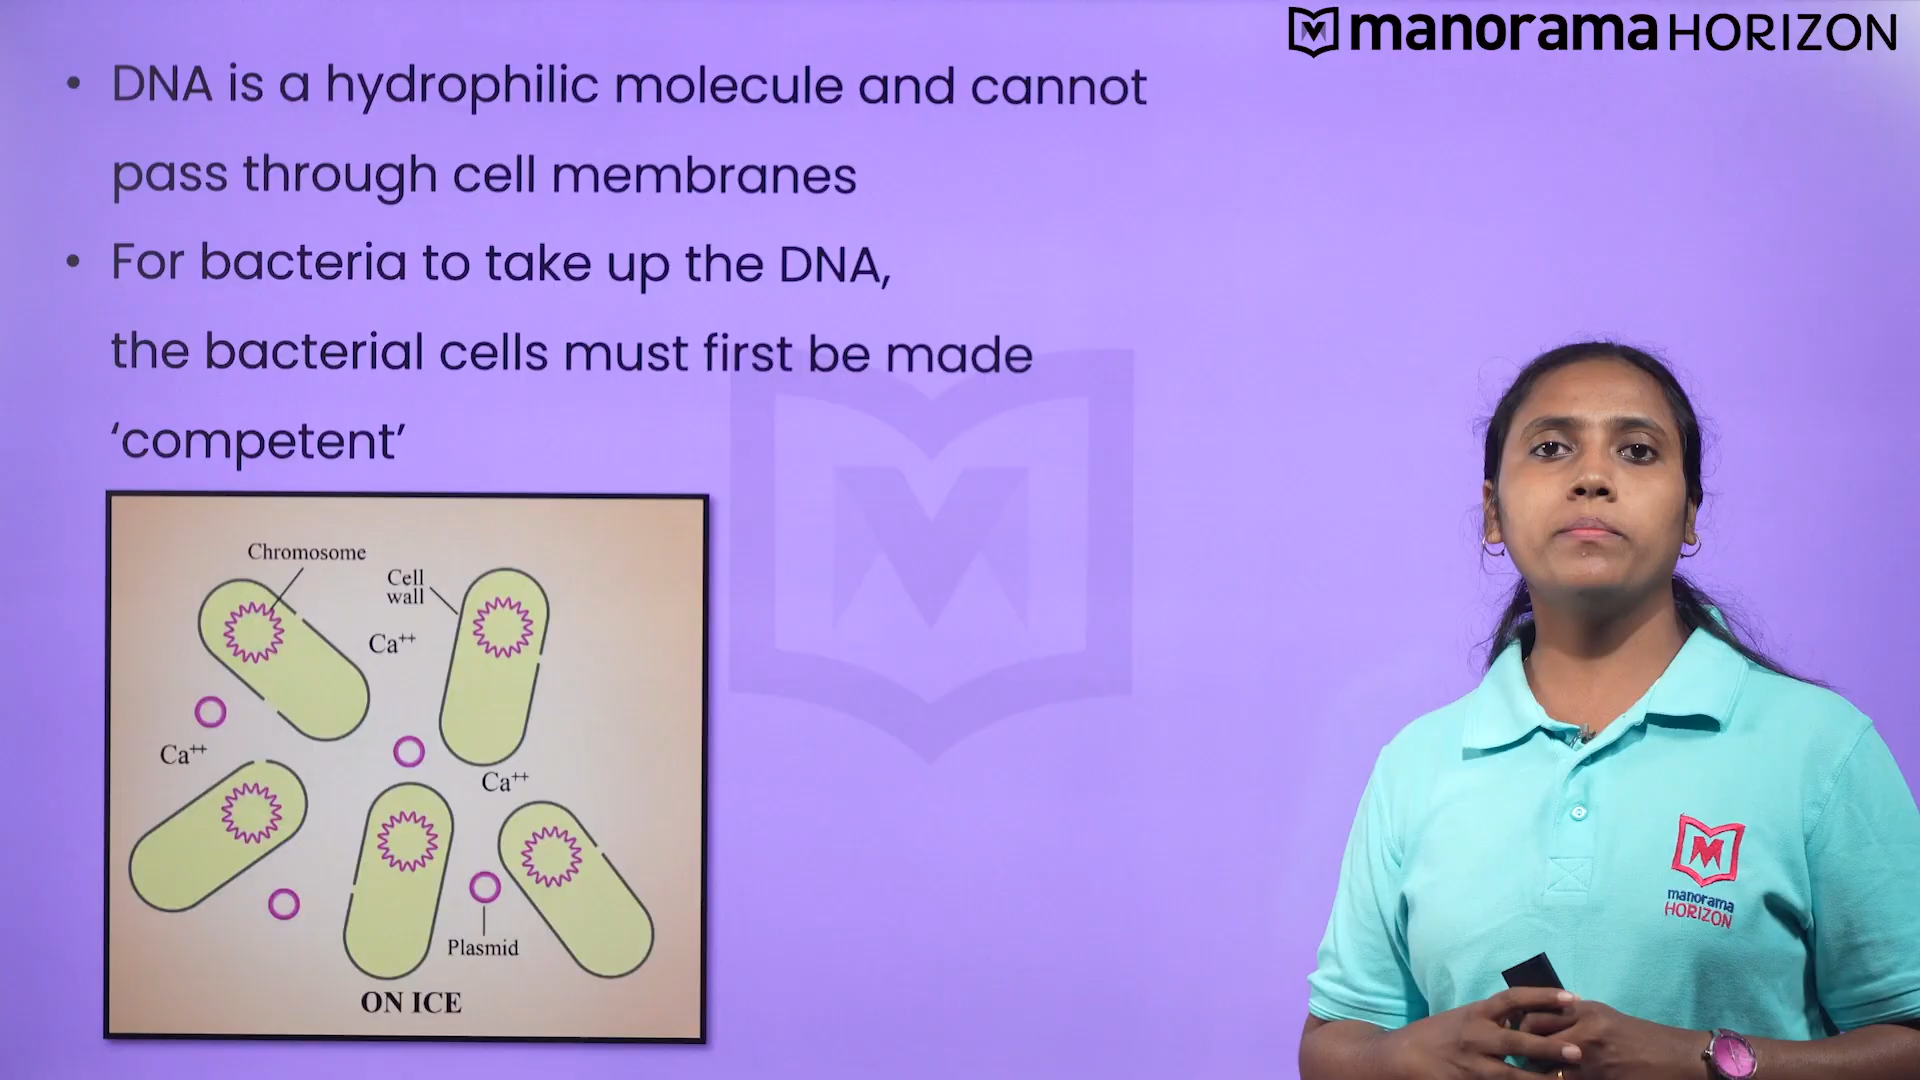 manorama HORIZON
• DNA is a hydrophilic molecule and cannot
pass through cell membranes
• For bacteria to take up the DNA,
the bacterial cells must first be made
‘competent’
Chromosome
Cell
wall
Ca⁺⁺
Ca⁺⁺
Ca⁺⁺
Plasmid
ON ICE
manorama
HORIZON